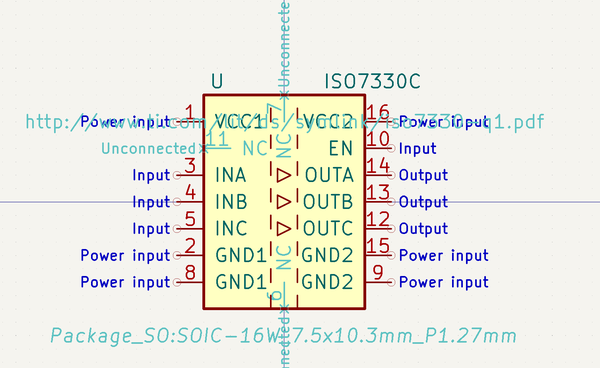 Unconnecte
U ISO7330C
7
Power input 1 VCC1 VCC2 16 Power input
http://www.ti.com/lit/ds/symlink/iso7330c-q1.pdf
Unconnected 11 NC NC EN 10 Input
Input 3 INA OUTA 14 Output
Input 4 INB OUTB 13 Output
Input 5 INC OUTC 12 Output
Power input 2 GND1 NC GND2 15 Power input
Power input 8 GND1 6 GND2 9 Power input
nected
Package_SO:SOIC-16W_7.5x10.3mm_P1.27mm